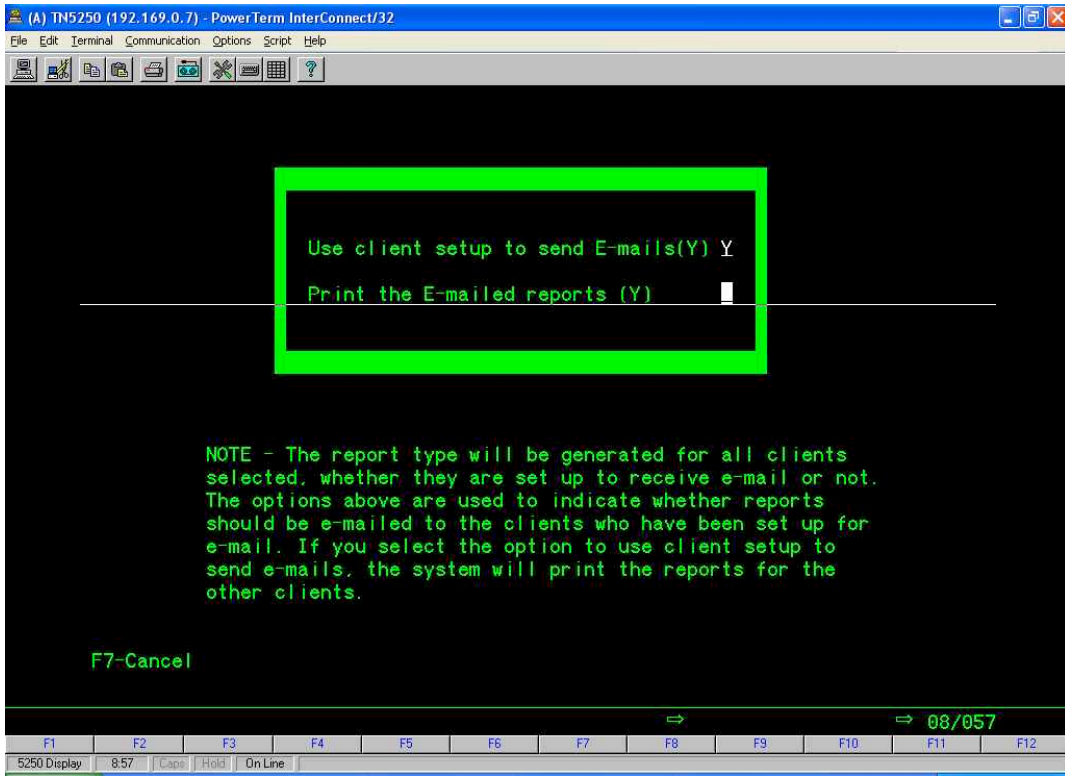 (A) TN5250 (192.169.0.7) - PowerTerm InterConnect/32
File Edit Terminal Communication Options Script Help
Use client setup to send E-mails(Y) Y
Print the E-mailed reports (Y)
NOTE - The report type will be generated for all clients
selected, whether they are set up to receive e-mail or not.
The options above are used to indicate whether reports
should be e-mailed to the clients who have been set up for
e-mail. If you select the option to use client setup to
send e-mails, the system will print the reports for the
other clients.
F7-Cancel
⇒ ⇒ 08/057
F1 F2 F3 F4 F5 F6 F7 F8 F9 F10 F11 F12
5250 Display 8:57 Caps Hold On Line